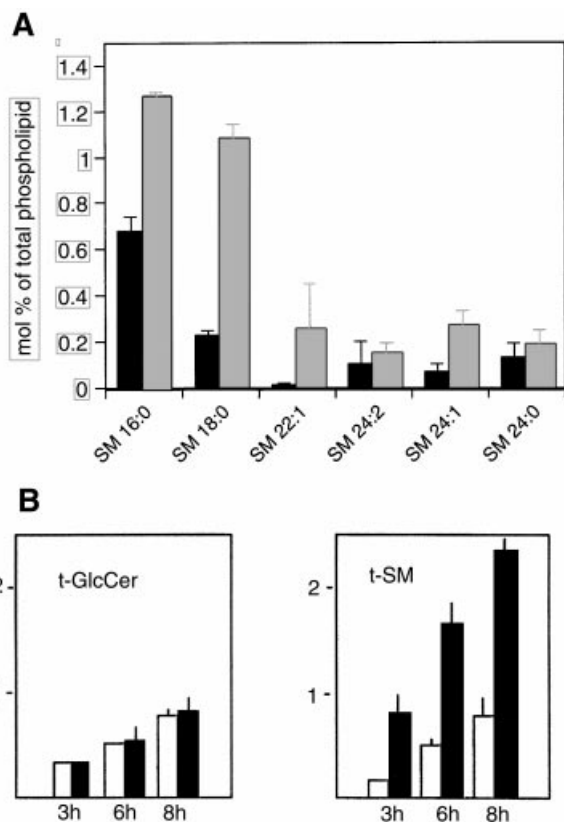 A
mol % of total phospholipid
1.4
1.2
1
0.8
0.6
0.4
0.2
0
SM 16:0
SM 18:0
SM 22:1
SM 24:2
SM 24:1
SM 24:0
B
t-GlcCer
2
3h 6h 8h
t-SM
2
1
3h 6h 8h